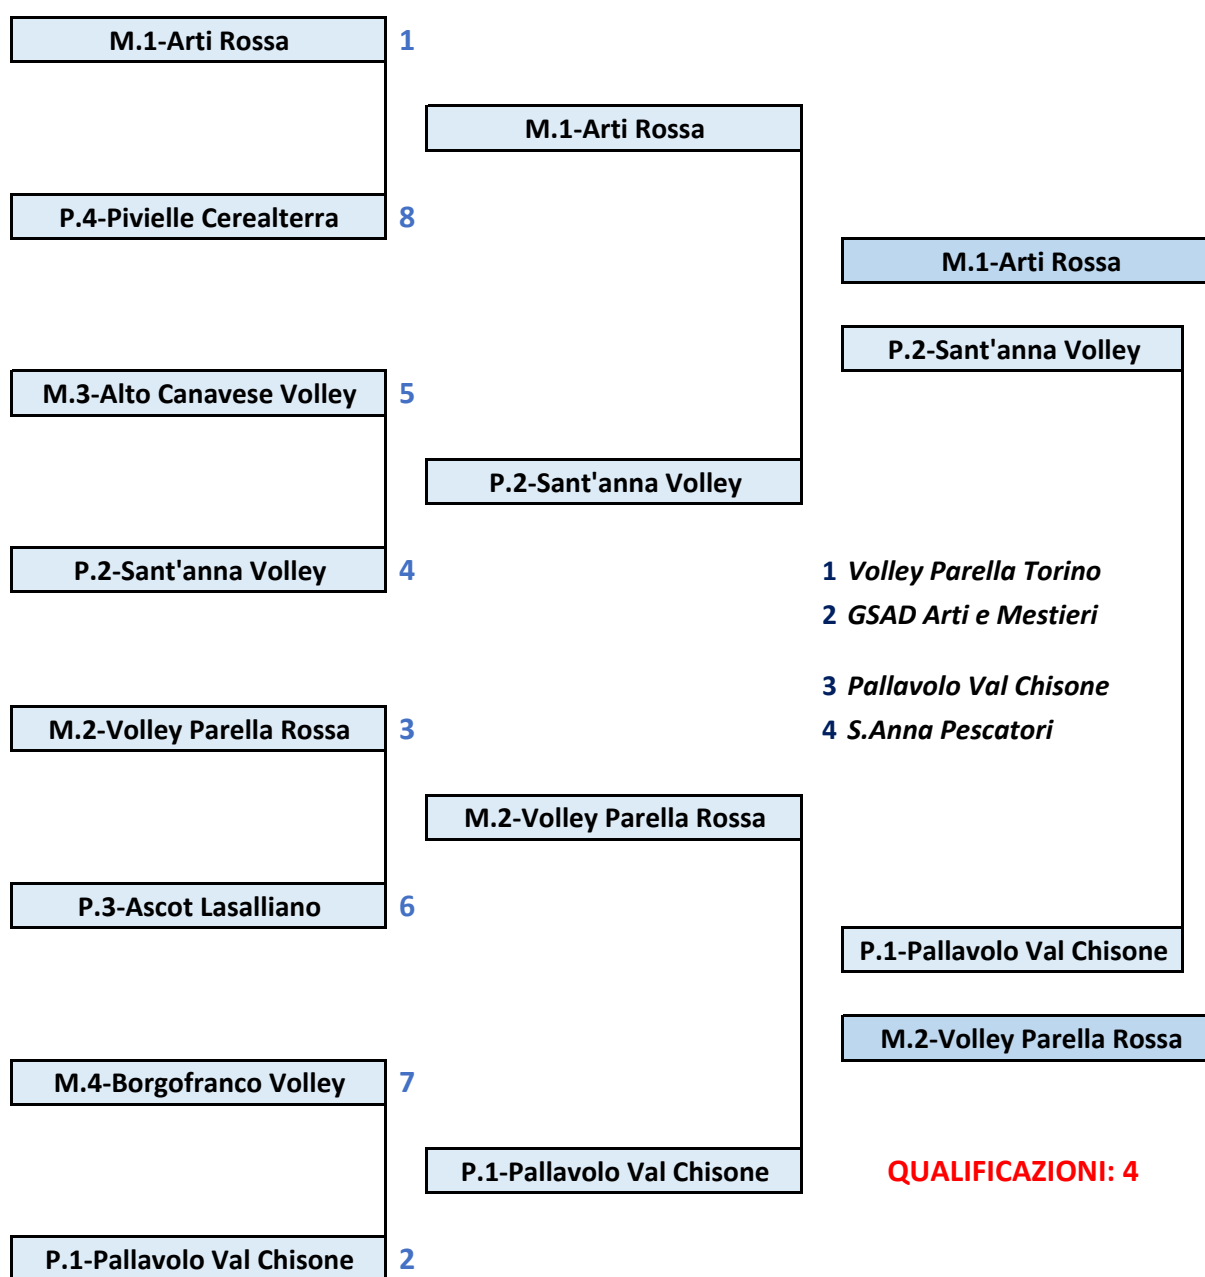 M.1-Arti Rossa 1
M.1-Arti Rossa
P.4-Pivielle Cerealterra 8
M.1-Arti Rossa
P.2-Sant'anna Volley
M.3-Alto Canavese Volley 5
P.2-Sant'anna Volley
P.2-Sant'anna Volley 4
1 Volley Parella Torino
2 GSAD Arti e Mestieri
3 Pallavolo Val Chisone
4 S.Anna Pescatori
M.2-Volley Parella Rossa 3
M.2-Volley Parella Rossa
P.3-Ascot Lasalliano 6
P.1-Pallavolo Val Chisone
M.2-Volley Parella Rossa
M.4-Borgofranco Volley 7
P.1-Pallavolo Val Chisone
QUALIFICAZIONI: 4
P.1-Pallavolo Val Chisone 2